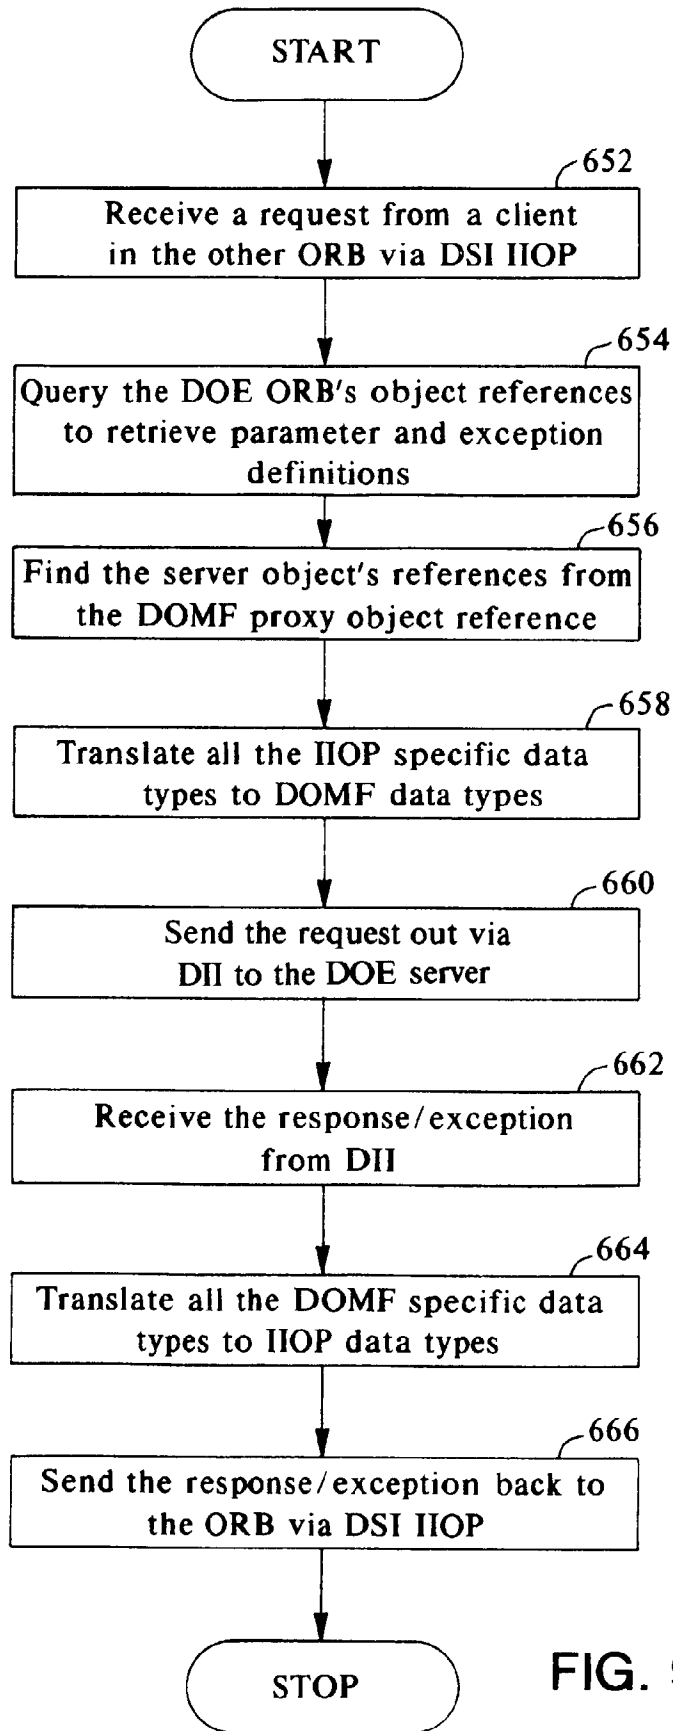 START
652
Receive a request from a client
in the other ORB via DSI IIOP
654
Query the DOE ORB's object references
to retrieve parameter and exception
definitions
656
Find the server object's references from
the DOMF proxy object reference
658
Translate all the IIOP specific data
types to DOMF data types
660
Send the request out via
DII to the DOE server
662
Receive the response/exception
from DII
664
Translate all the DOMF specific data
types to IIOP data types
666
Send the response/exception back to
the ORB via DSI IIOP
STOP
FIG.